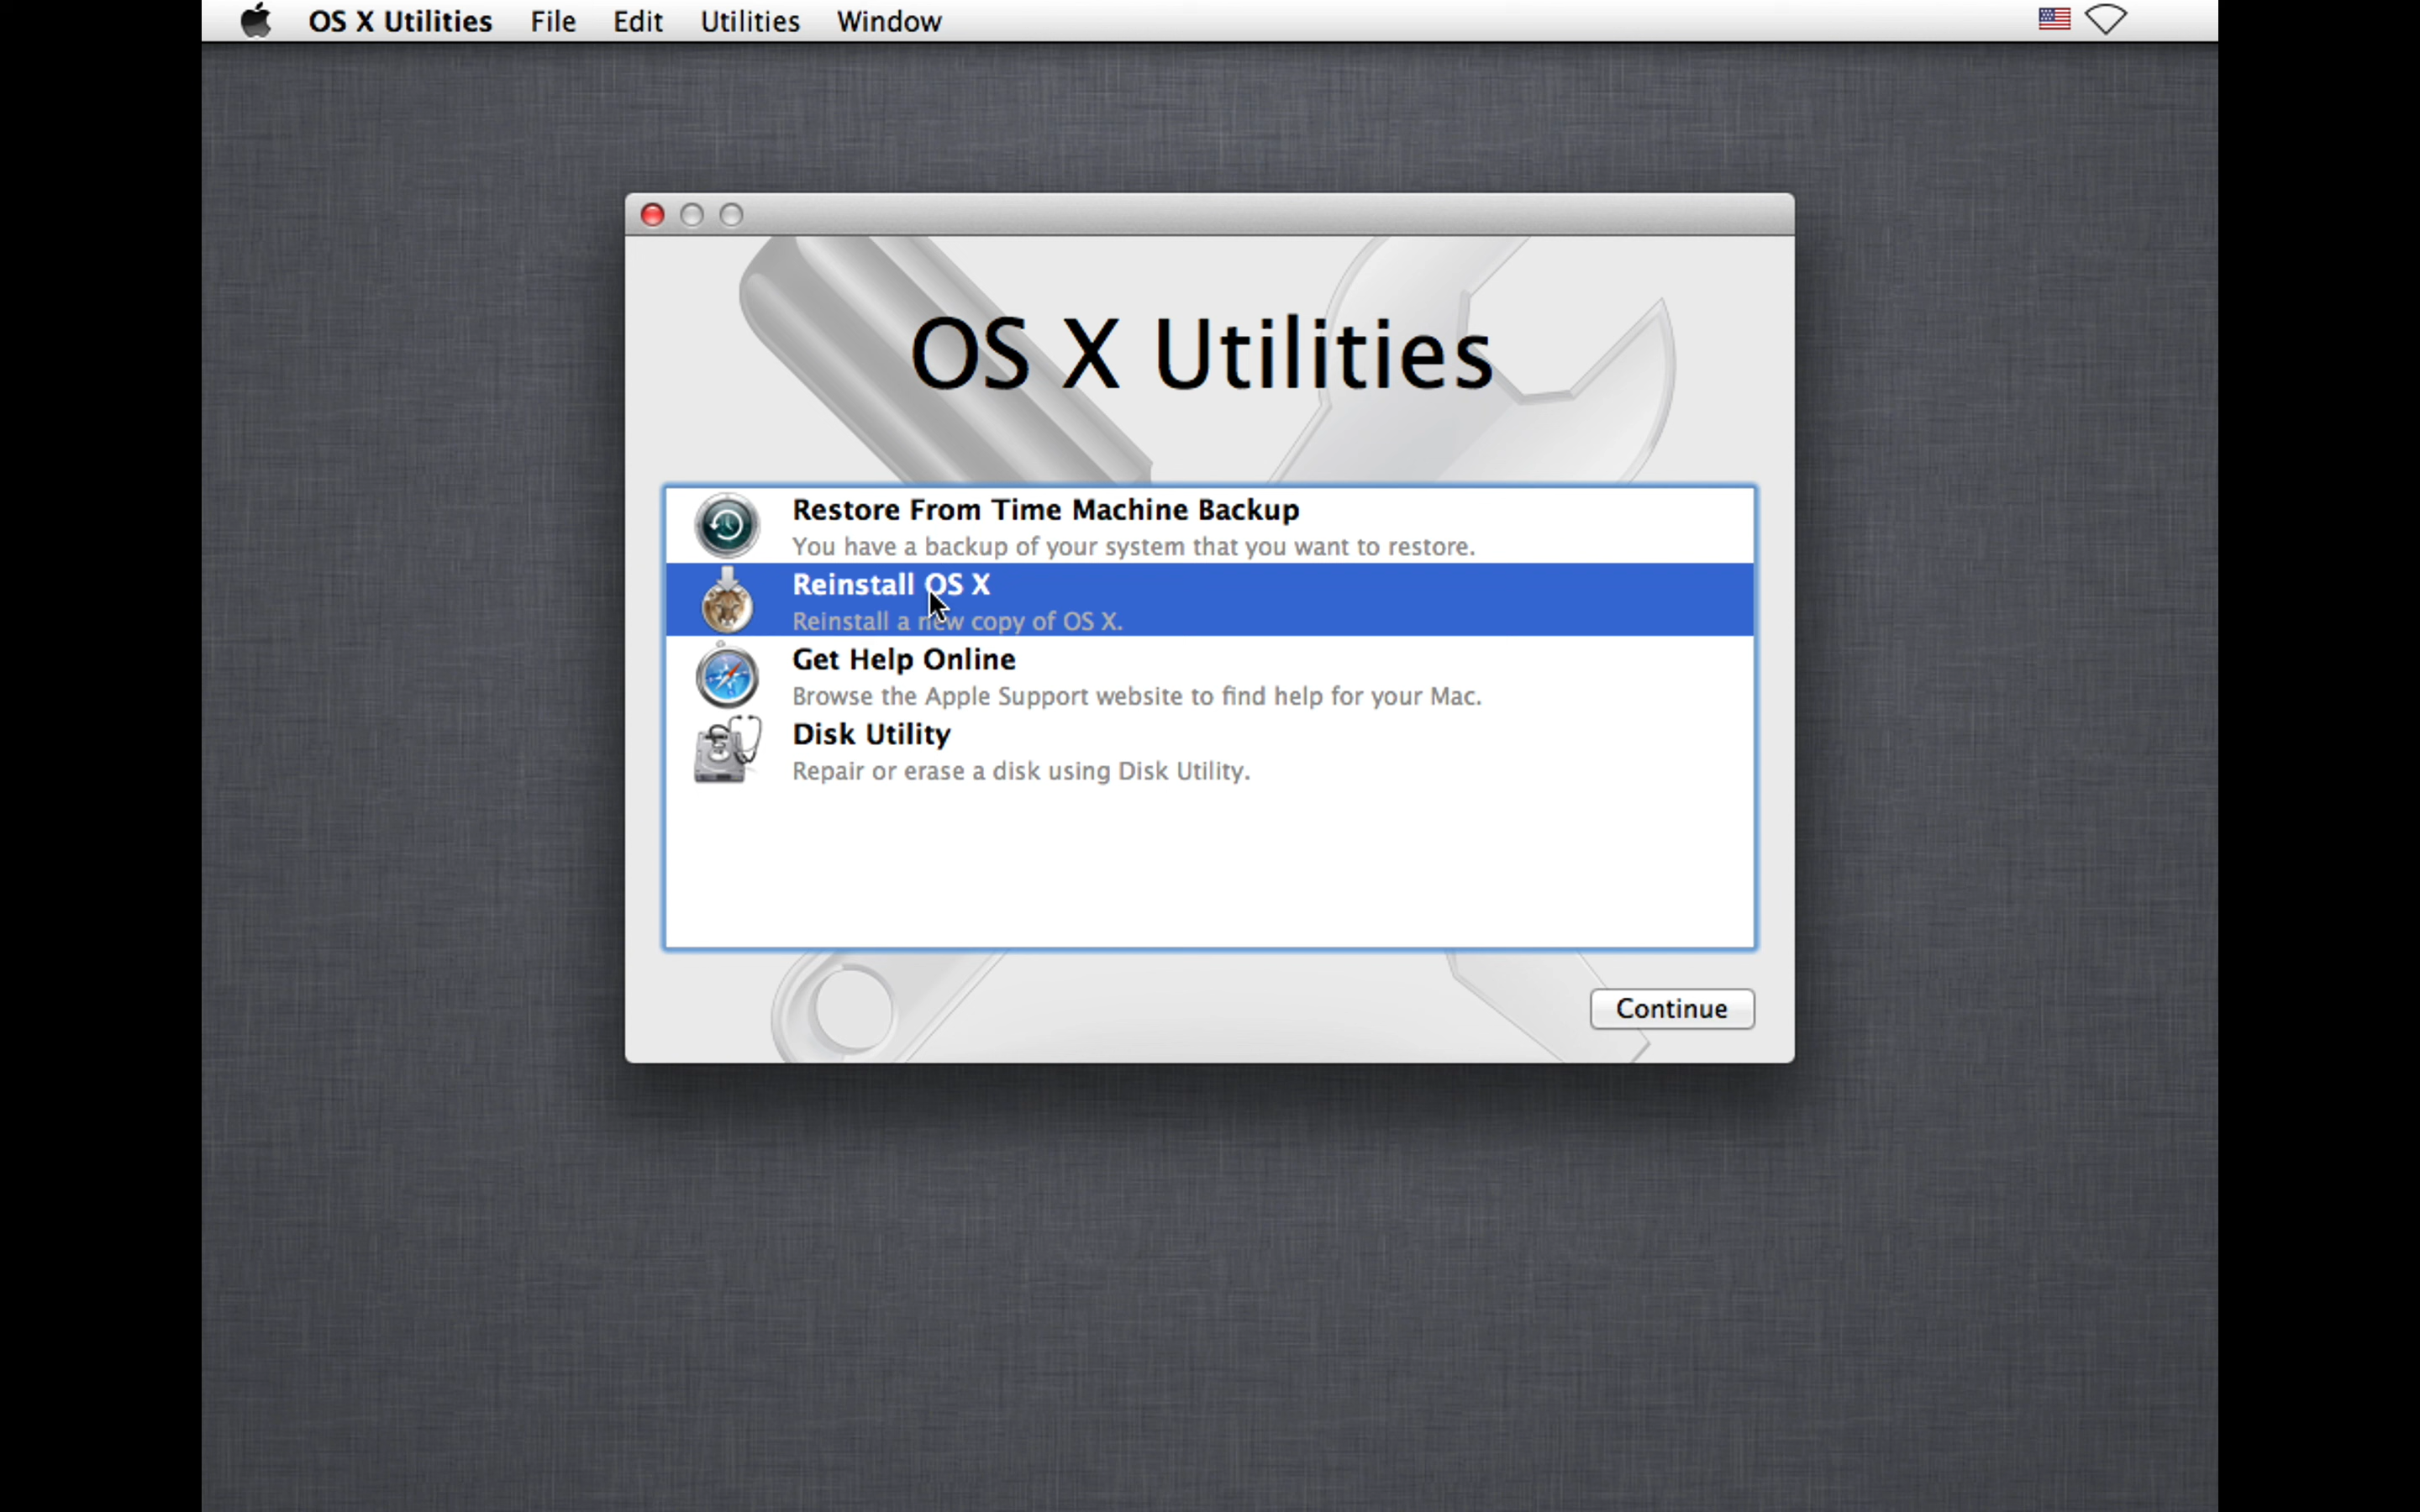 OS X Utilities File Edit Utilities Window
OS X Utilities
Restore From Time Machine Backup
You have a backup of your system that you want to restore.
Reinstall OS X
Reinstall a new copy of OS X.
Get Help Online
Browse the Apple Support website to find help for your Mac.
Disk Utility
Repair or erase a disk using Disk Utility.
Continue